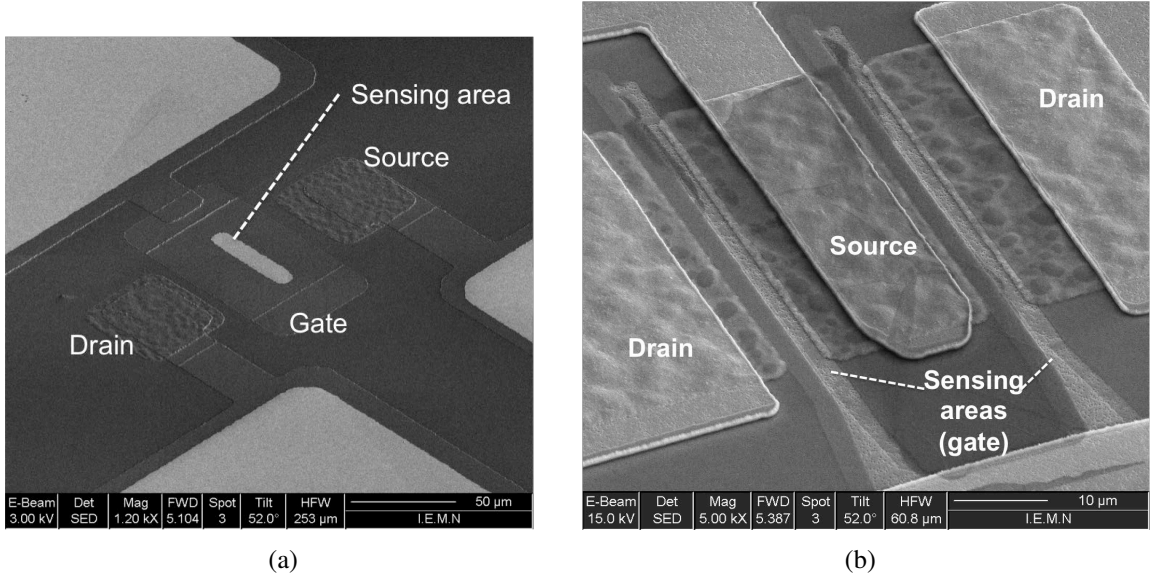 Sensing area
Source
Gate
Drain
E-Beam Det Mag FWD Spot Tilt HFW 50 µm
3.00 kV SED 1.20 kX 5.104 3 52.0° 253 µm I.E.M.N
(a)
Drain
Source
Drain
Sensing
areas
(gate)
E-Beam Det Mag FWD Spot Tilt HFW 10 µm
15.0 kV SED 5.00 kX 5.387 3 52.0° 60.8 µm I.E.M.N
(b)